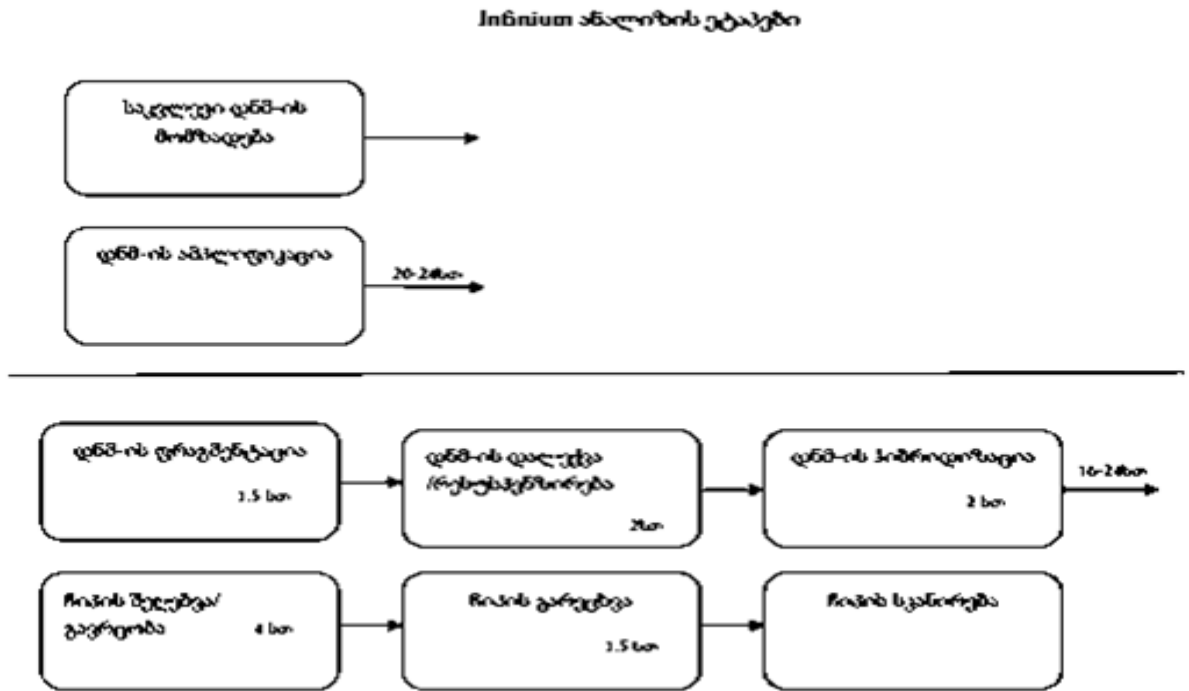 Infinium ანალიზის ეტაპები
საკვლევი დნმ-ის
მომზადება
დნმ-ის ამპლიფიკაცია
20-24სთ
დნმ-ის ფრაგმენტაცია
1.5 სთ
დნმ-ის დალექვა
/რესუსპენზირება
2სთ
დნმ-ის ჰიბრიდიზაცია
2 სთ
16-24სთ
ჩიპის შეღებვა/
გავრცობა 4 სთ
ჩიპის გარეცხვა
1.5 სთ
ჩიპის სკანირება